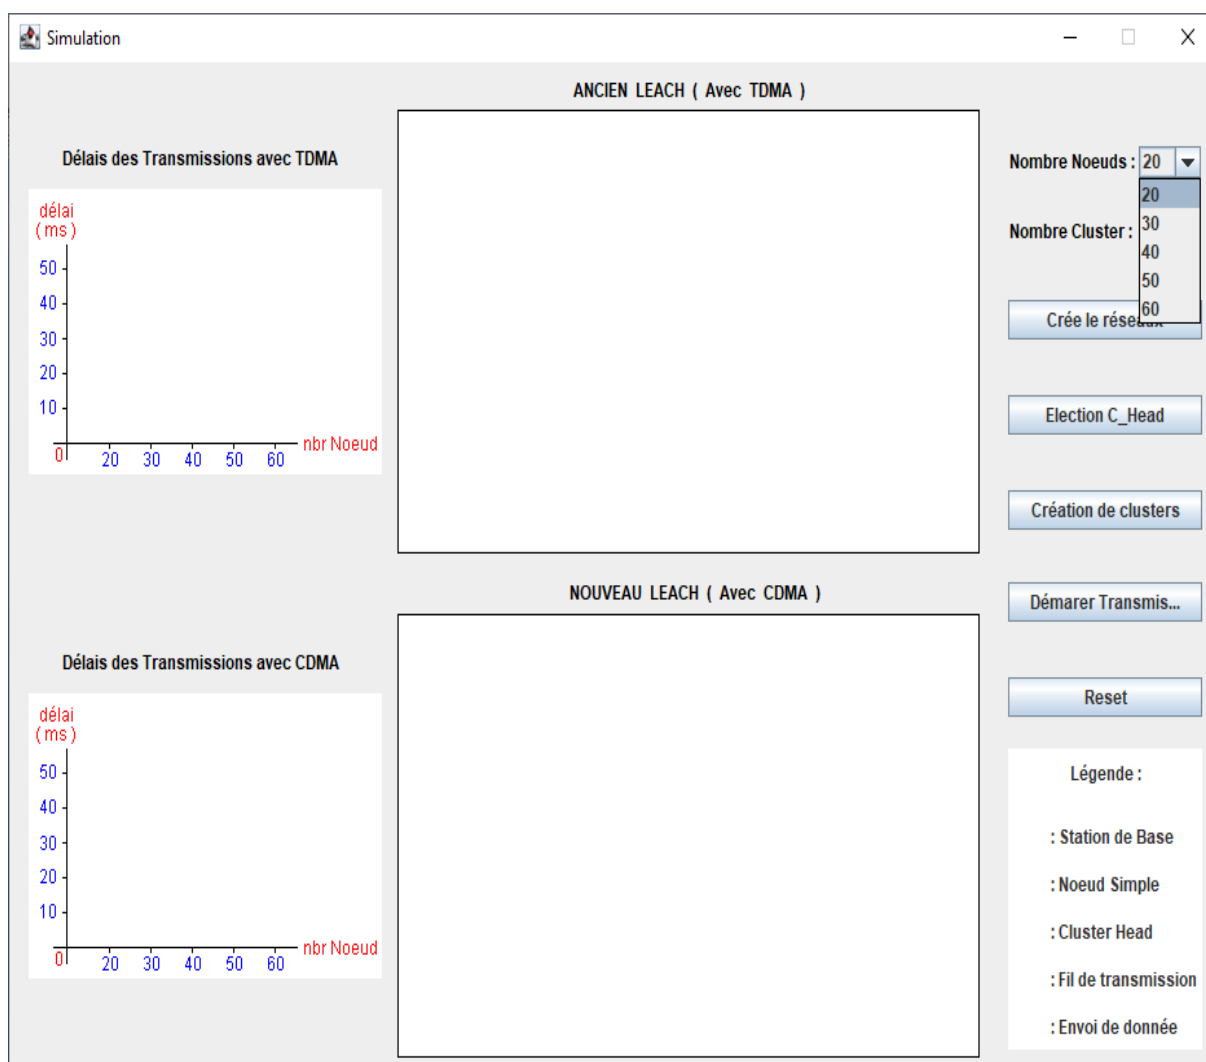 Simulation
ANCIEN LEACH ( Avec TDMA )
Délais des Transmissions avec TDMA
délai
( ms )
50
40
30
20
10
0
20 30 40 50 60
nbr Noeud
Nombre Noeuds : 20
20
30
40
50
60
Nombre Cluster :
Crée le réseaux
Election C_Head
Création de clusters
Démarer Transmis...
Reset
NOUVEAU LEACH ( Avec CDMA )
Délais des Transmissions avec CDMA
délai
( ms )
50
40
30
20
10
0
20 30 40 50 60
nbr Noeud
Légende :
: Station de Base
: Noeud Simple
: Cluster Head
: Fil de transmission
: Envoi de donnée